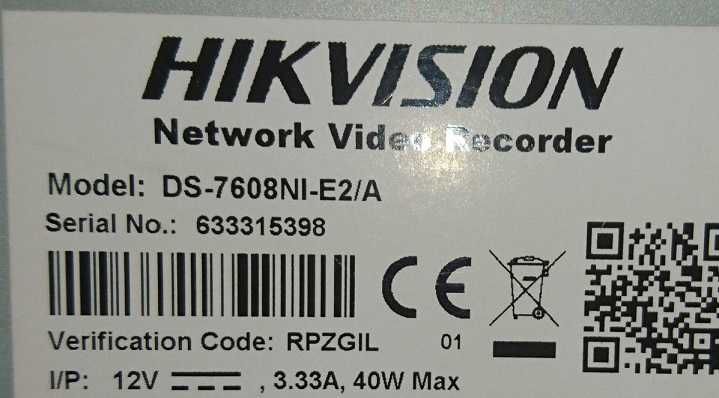 HIKVISION
Network Video Recorder
Model: DS-7608NI-E2/A
Serial No.: 633315398
CE
Verification Code: RPZGIL 01
I/P: 12V , 3.33A, 40W Max